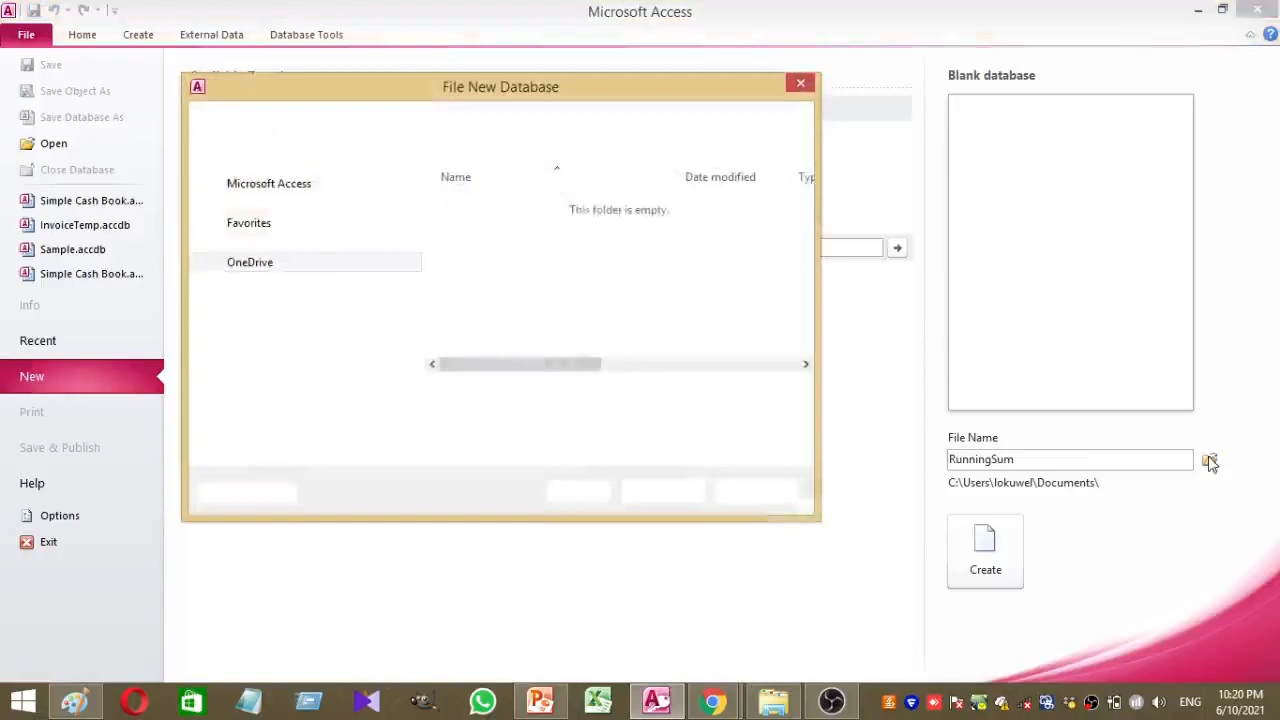 Microsoft Access
File
Home
Create
External Data
Database Tools
Save
Save Object As
Save Database As
Open
Close Database
Simple Cash Book.a...
InvoiceTemp.accdb
Sample.accdb
Simple Cash Book.a...
Info
Recent
New
Print
Save & Publish
Help
Options
Exit
File New Database
Microsoft Access
Favorites
OneDrive
Name
Date modified
Typ
This folder is empty.
Blank database
File Name
RunningSum
C:\Users\lokuwel\Documents\
Create
ENG
10:20 PM
6/10/2021